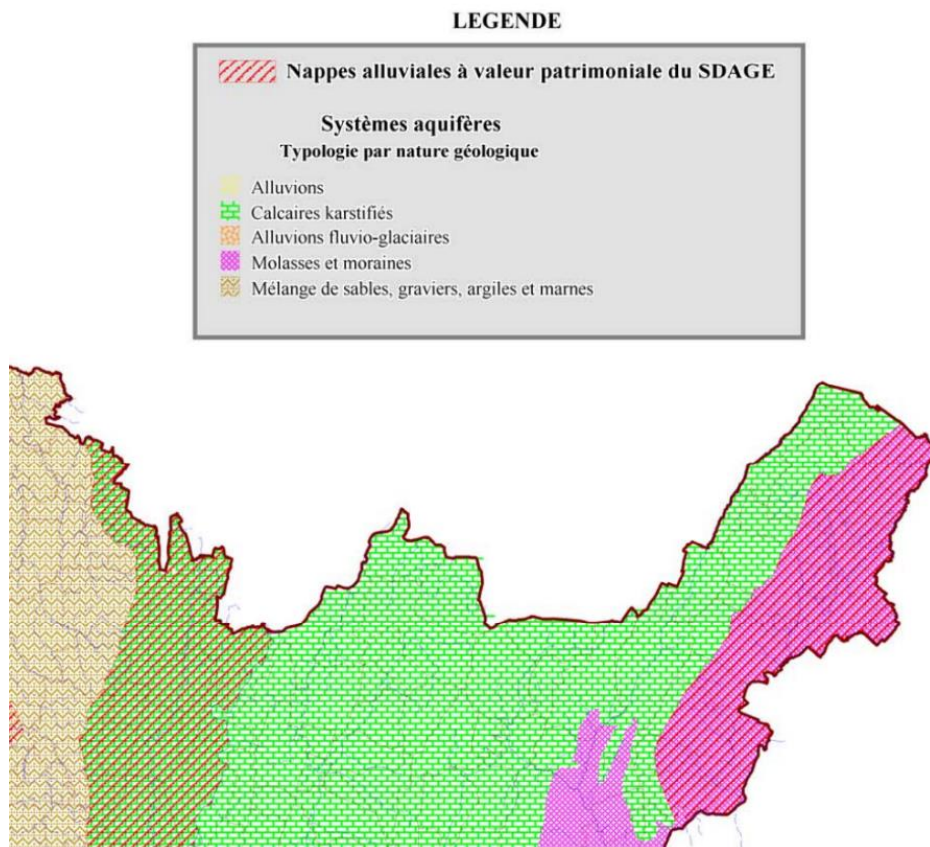 LEGENDE
Nappes alluviales à valeur patrimoniale du SDAGE
Systèmes aquifères
Typologie par nature géologique
Alluvions
Calcaires karstifiés
Alluvions fluvio-glaciaires
Molasses et moraines
Mélange de sables, graviers, argiles et marnes